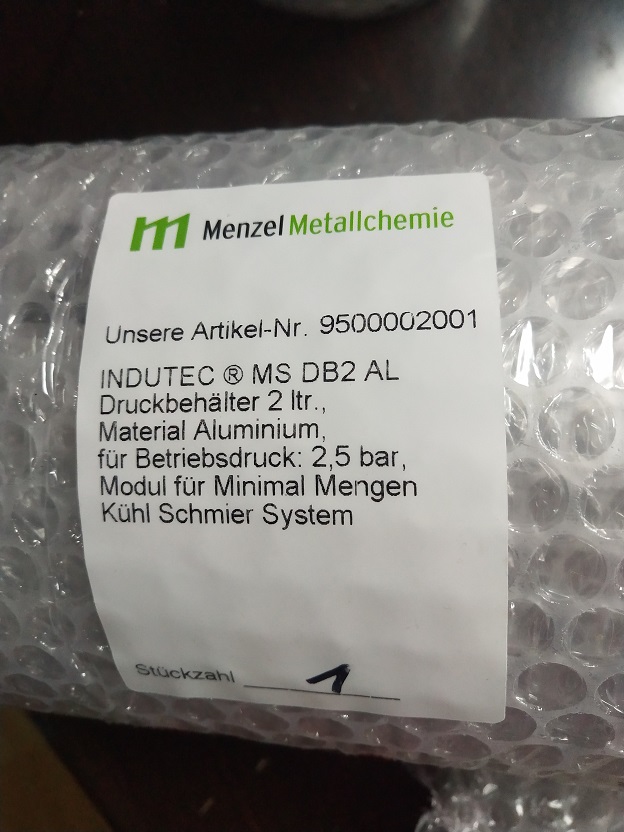 m Menzel Metallchemie
Unsere Artikel-Nr. 9500002001
INDUTEC ® MS DB2 AL
Druckbehälter 2 ltr.,
Material Aluminium,
für Betriebsdruck: 2,5 bar,
Modul für Minimal Mengen
Kühl Schmier System
Stückzahl 1